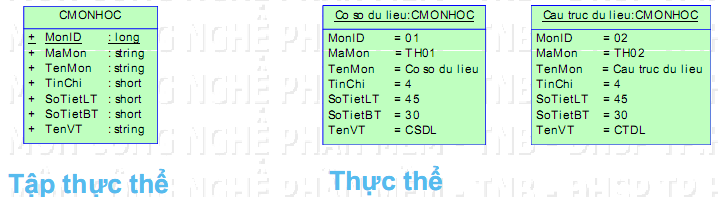 CMONHOC
+ MonID : long
+ MaMon : string
+ TenMon : string
+ TinChi : short
+ SoTietLT : short
+ SoTietBT : short
+ TenVT : string
Co so du lieu:CMONHOC
MonID = 01
MaMon = TH01
TenMon = Co so du lieu
TinChi = 4
SoTietLT = 45
SoTietBT = 30
TenVT = CSDL
Cau truc du lieu:CMONHOC
MonID = 02
MaMon = TH02
TenMon = Cau truc du lieu
TinChi = 4
SoTietLT = 45
SoTietBT = 30
TenVT = CTDL
Tập thực thể
Thực thể